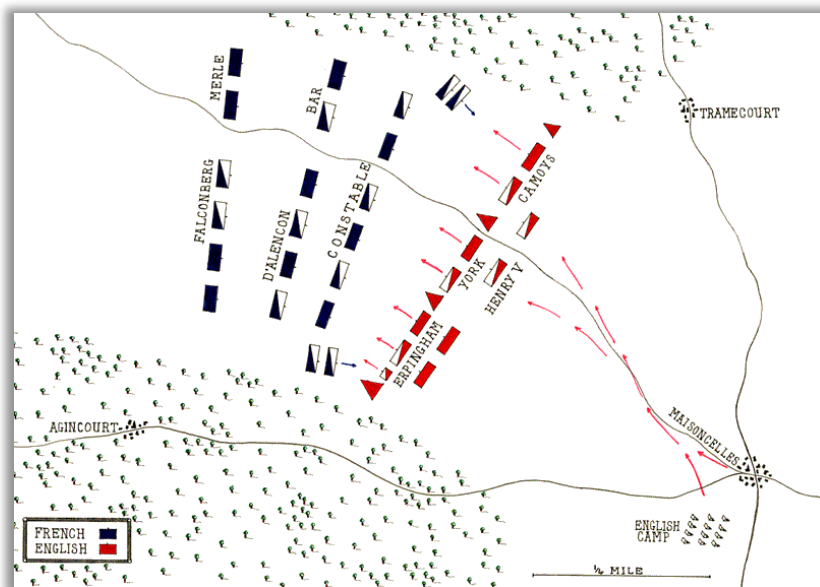 MERLE
BAR
TRAMECOURT
CAMOYS
CONSTABLE
FALCONBERG
D'ALENCON
YORK
HENRY V
ERPINGHAM
AGINCOURT
MAISONCELLES
ENGLISH
CAMP
FRENCH
ENGLISH
¼ MILE